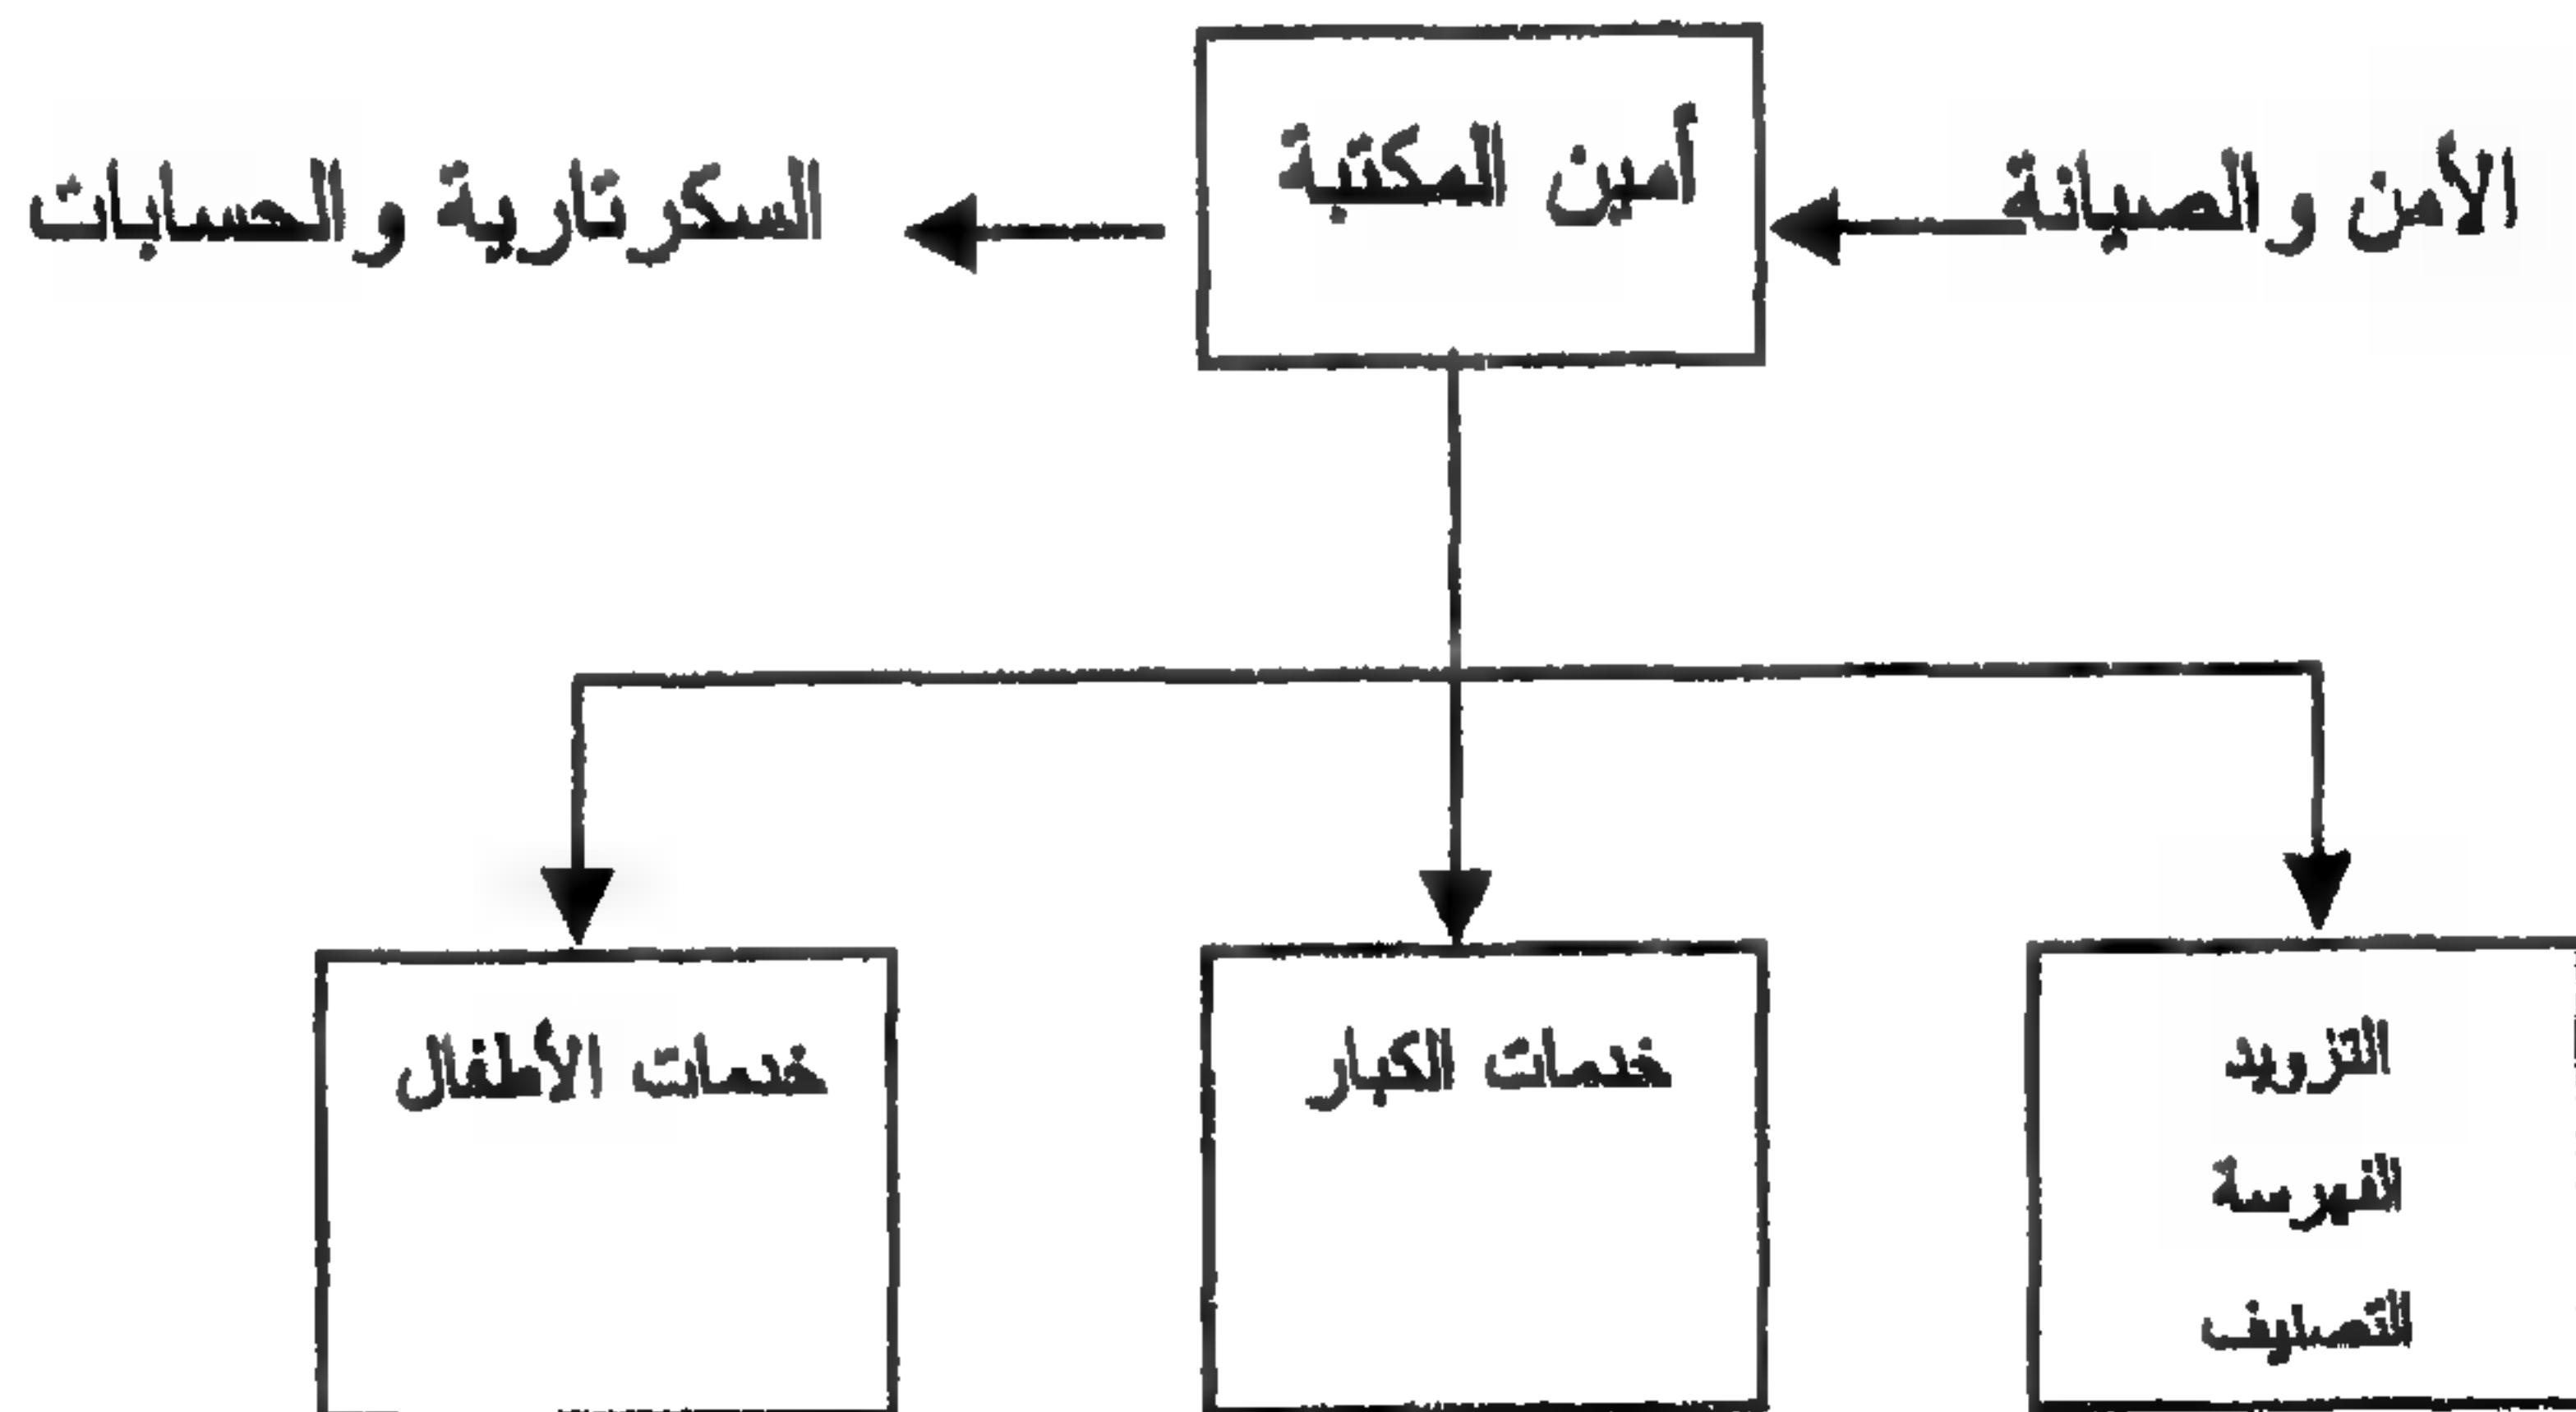 الأمن والصيانة
أمين المكتبة
السكرتارية والحسابات
التزويد
الفهرسة
التصنيف
خدمات الكبار
خدمات الأطفال